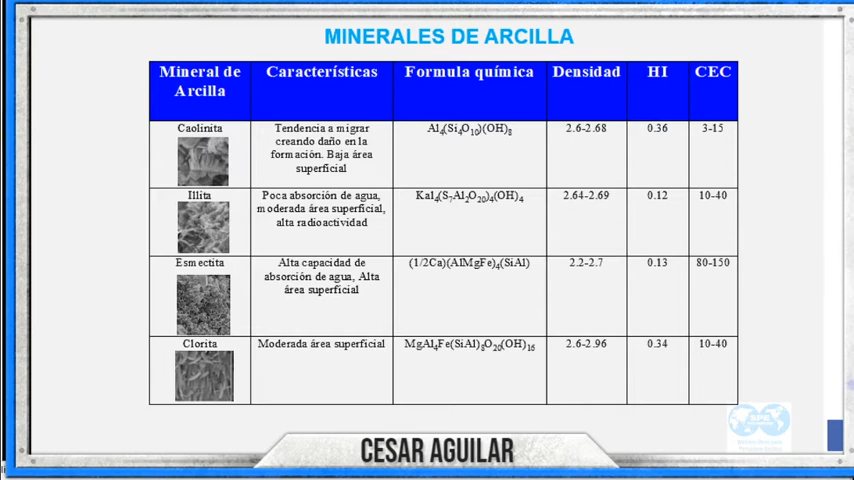 MINERALES DE ARCILLA
Mineral de
Arcilla
Características
Formula química
Densidad
HI
CEC
Caolinita
Tendencia a migrar
creando daño en la
formación. Baja área
superficial
Al4(Si4O10)(OH)8
2.6-2.68
0.36
3-15
Illita
Poca absorción de agua,
moderada área superficial,
alta radioactividad
KaI4(S7Al2O20)4(OH)4
2.64-2.69
0.12
10-40
Esmectita
Alta capacidad de
absorción de agua, Alta
área superficial
(1/2Ca)(AlMgFe)4(SiAl)
2.2-2.7
0.13
80-150
Clorita
Moderada área superficial
MgAl4Fe(SiAl)8O20(OH)16
2.6-2.96
0.34
10-40
SPE
CESAR AGUILAR